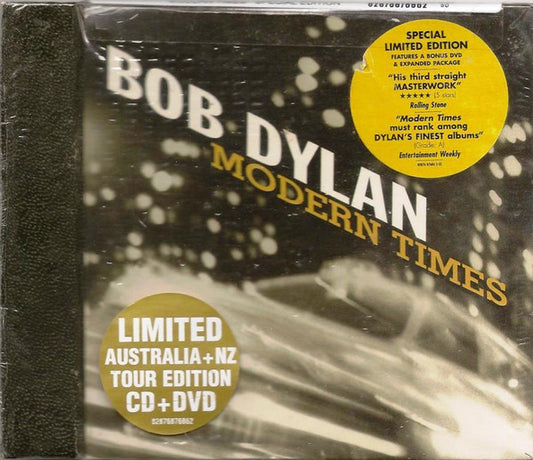 EDITION
82876876862
BOB DYLAN
MODERN TIMES
SPECIAL
LIMITED EDITION
FEATURES A BONUS DVD
& EXPANDED PACKAGE
"His third straight
MASTERWORK"
★★★★★ (5 stars)
Rolling Stone
"Modern Times
must rank among
DYLAN'S FINEST albums"
(Grade: A)
Entertainment Weekly
LIMITED
AUSTRALIA+NZ
TOUR EDITION
CD+DVD
82876876862